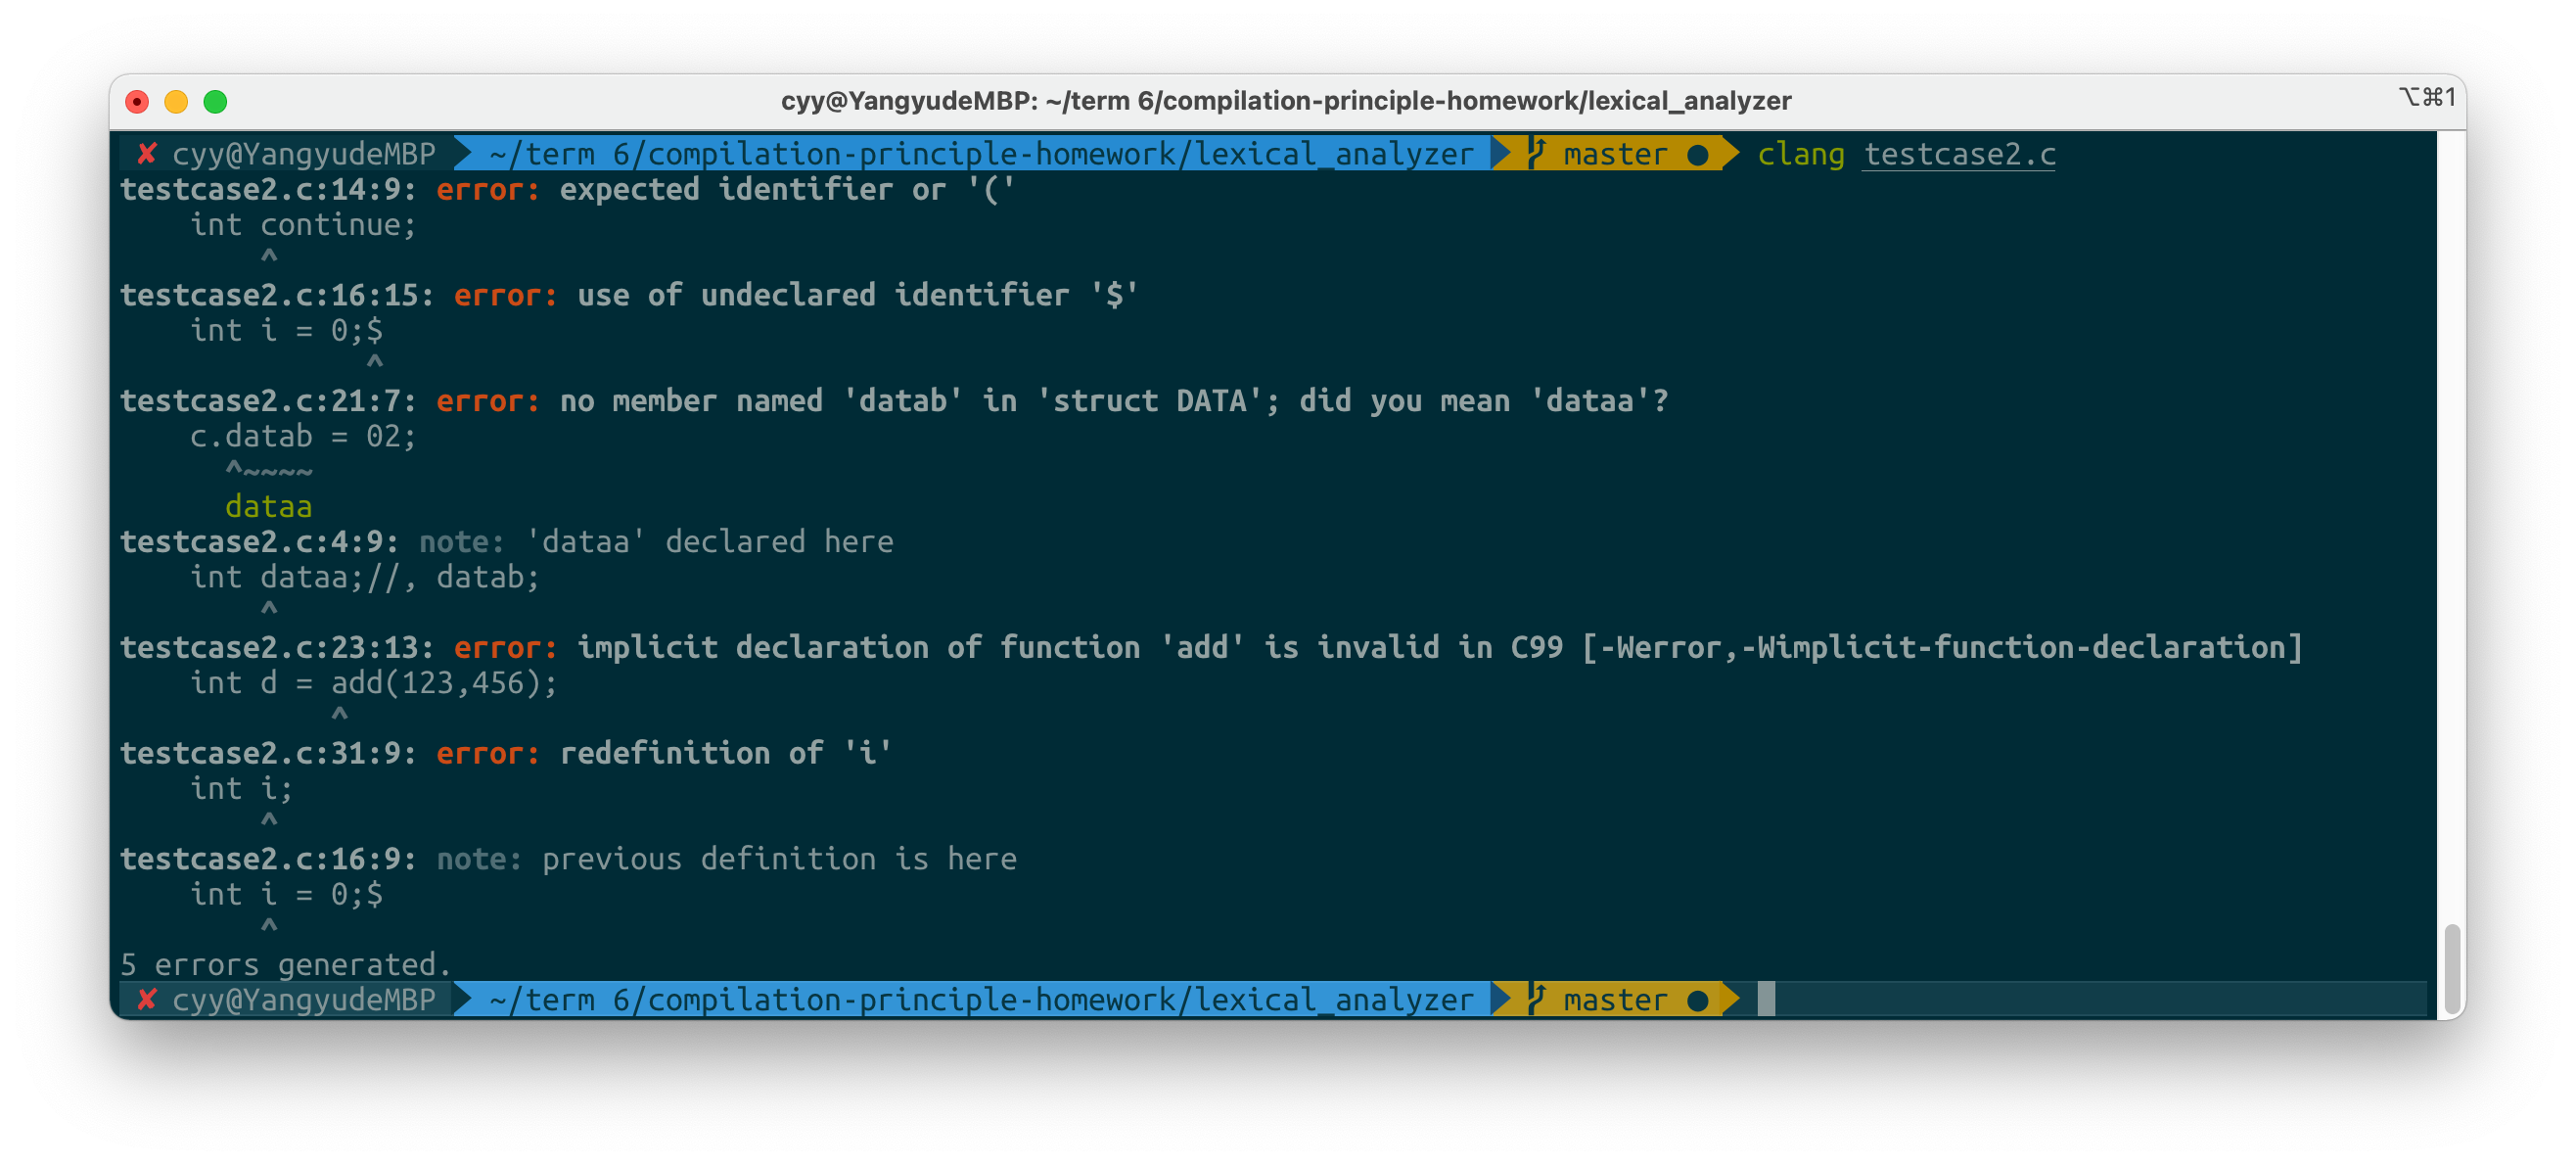 cyy@YangyudeMBP: ~/term 6/compilation-principle-homework/lexical_analyzer ⌥⌘1
✘ cyy@YangyudeMBP ~/term 6/compilation-principle-homework/lexical_analyzer master ● clang testcase2.c
testcase2.c:14:9: error: expected identifier or '('
    int continue;
        ^
testcase2.c:16:15: error: use of undeclared identifier '$'
    int i = 0;$
              ^
testcase2.c:21:7: error: no member named 'datab' in 'struct DATA'; did you mean 'dataa'?
    c.datab = 02;
      ^~~~~
      dataa
testcase2.c:4:9: note: 'dataa' declared here
    int dataa;//, datab;
        ^
testcase2.c:23:13: error: implicit declaration of function 'add' is invalid in C99 [-Werror,-Wimplicit-function-declaration]
    int d = add(123,456);
            ^
testcase2.c:31:9: error: redefinition of 'i'
    int i;
        ^
testcase2.c:16:9: note: previous definition is here
    int i = 0;$
        ^
5 errors generated.
✘ cyy@YangyudeMBP ~/term 6/compilation-principle-homework/lexical_analyzer master ●